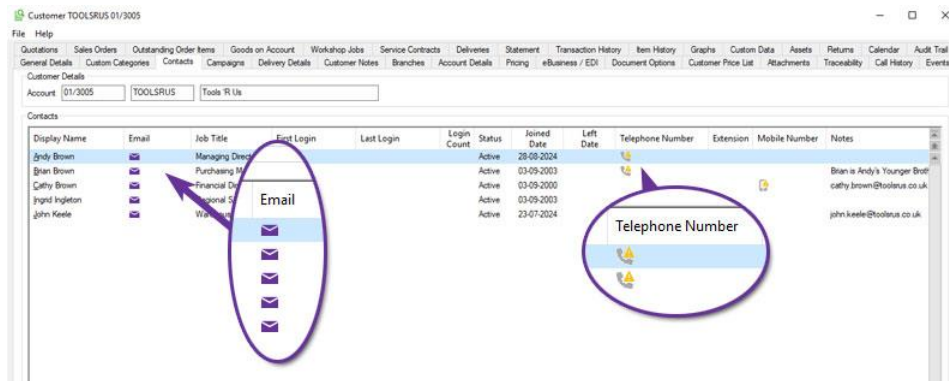 Customer TOOLSRUS 01/3005
File Help
Quotations Sales Orders Outstanding Order Items Goods on Account Workshop Jobs Service Contracts Deliveries Statement Transaction History Item History Graphs Custom Data Assets Returns Calendar Audit Trail
General Details Custom Categories Contacts Campaigns Delivery Details Customer Notes Branches Account Details Pricing eBusiness / EDI Document Options Customer Price List Attachments Traceability Call History Events
Customer Details
Account 01/3005 TOOLSRUS Tools 'R Us
Contacts
Display Name Email Job Title First Login Last Login Login Count Status Joined Date Left Date Telephone Number Extension Mobile Number Notes
Andy Brown Managing Direct Active 28-08-2024
Brian Brown Purchasing M Active 03-09-2003 Brian is Andy's Younger Broth
Cathy Brown Financial Di Active 03-09-2000 cathy.brown@toolsrus.co.uk
Ingrid Ingleton Regional S Active 03-09-2003
John Keele Warehous Active 23-07-2024 john.keele@toolsrus.co.uk
Email
Telephone Number